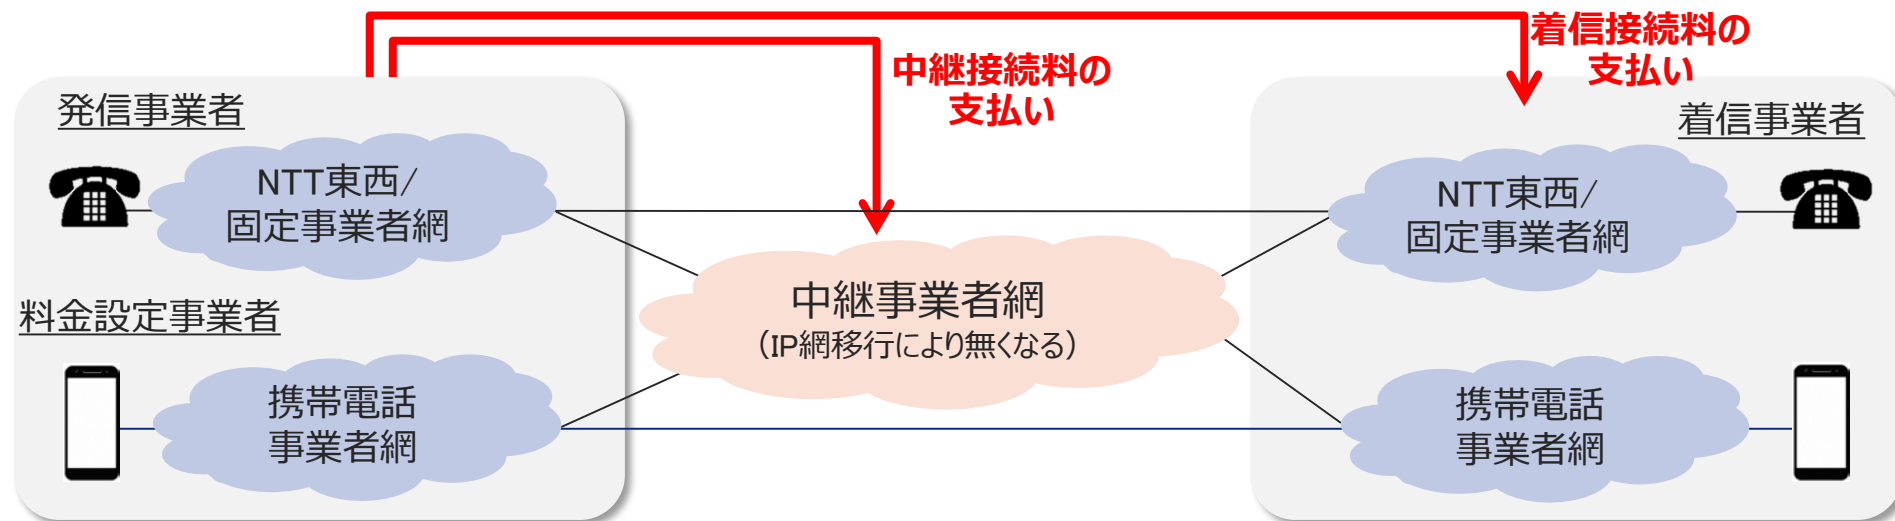 着信接続料の
支払い
中継接続料の
支払い
発信事業者
NTT東西/
固定事業者網
料金設定事業者
携帯電話
事業者網
中継事業者網
（IP網移行により無くなる）
着信事業者
NTT東西/
固定事業者網
携帯電話
事業者網